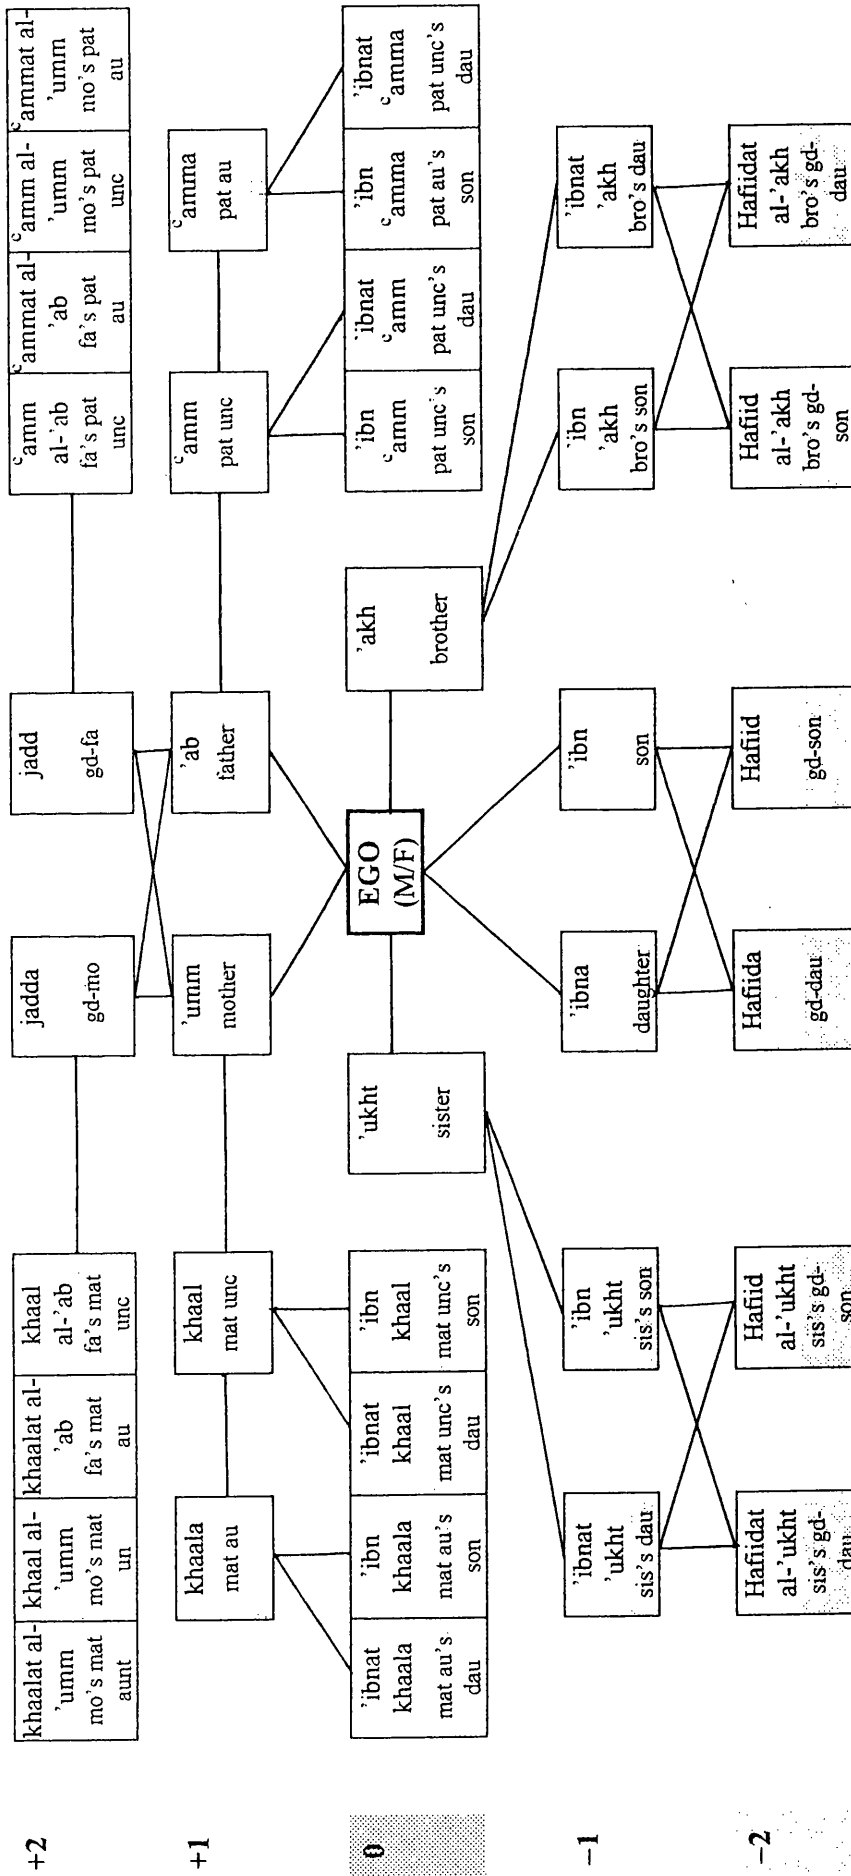 +2
khaalat al-
'umm
mo's mat
aunt
khaal al-
'umm
mo's mat
un
khaalat al-
'ab
fa's mat
au
khaal
al-'ab
fa's mat
unc
jadda
gd-mo
jadd
gd-fa
ᶜamm
al-'ab
fa's pat
unc
ᶜammat al-
'ab
fa's pat
au
ᶜamm al-
'umm
mo's pat
unc
ᶜammat al-
'umm
mo's pat
au
+1
khaala
mat au
khaal
mat unc
'umm
mother
'ab
father
ᶜamm
pat unc
ᶜamma
pat au
0
'ibnat
khaala
mat au's
dau
'ibn
khaala
mat au's
son
'ibnat
khaal
mat unc's
dau
'ibn
khaal
mat unc's
son
'ukht
sister
EGO
(M/F)
'akh
brother
'ibn
ᶜamm
pat unc's
son
'ibnat
ᶜamm
pat unc's
dau
'ibn
ᶜamma
pat au's
son
'ibnat
ᶜamma
pat unc's
dau
-1
'ibnat
'ukht
sis's dau
'ibn
'ukht
sis's son
'ibna
daughter
'ibn
son
'ibn
'akh
bro's son
'ibnat
'akh
bro's dau
-2
Hafiidat
al-'ukht
sis's gd-
dau
Hafiid
al-'ukht
sis's gd-
son
Hafiida
gd-dau
Hafiid
gd-son
Hafiid
al-'akh
bro's gd-
son
Hafiidat
al-'akh
bro's gd-
dau